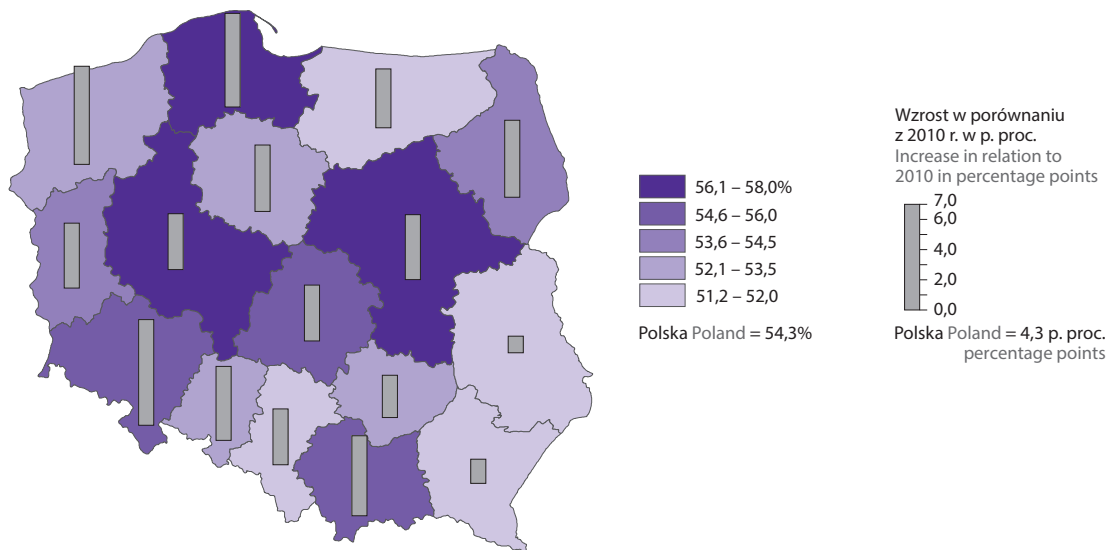 56,1 – 58,0%
54,6 – 56,0
53,6 – 54,5
52,1 – 53,5
51,2 – 52,0
Polska Poland = 54,3%
Wzrost w porównaniu
z 2010 r. w p. proc.
Increase in relation to
2010 in percentage points
7,0
6,0
4,0
2,0
0,0
Polska Poland = 4,3 p. proc.
percentage points